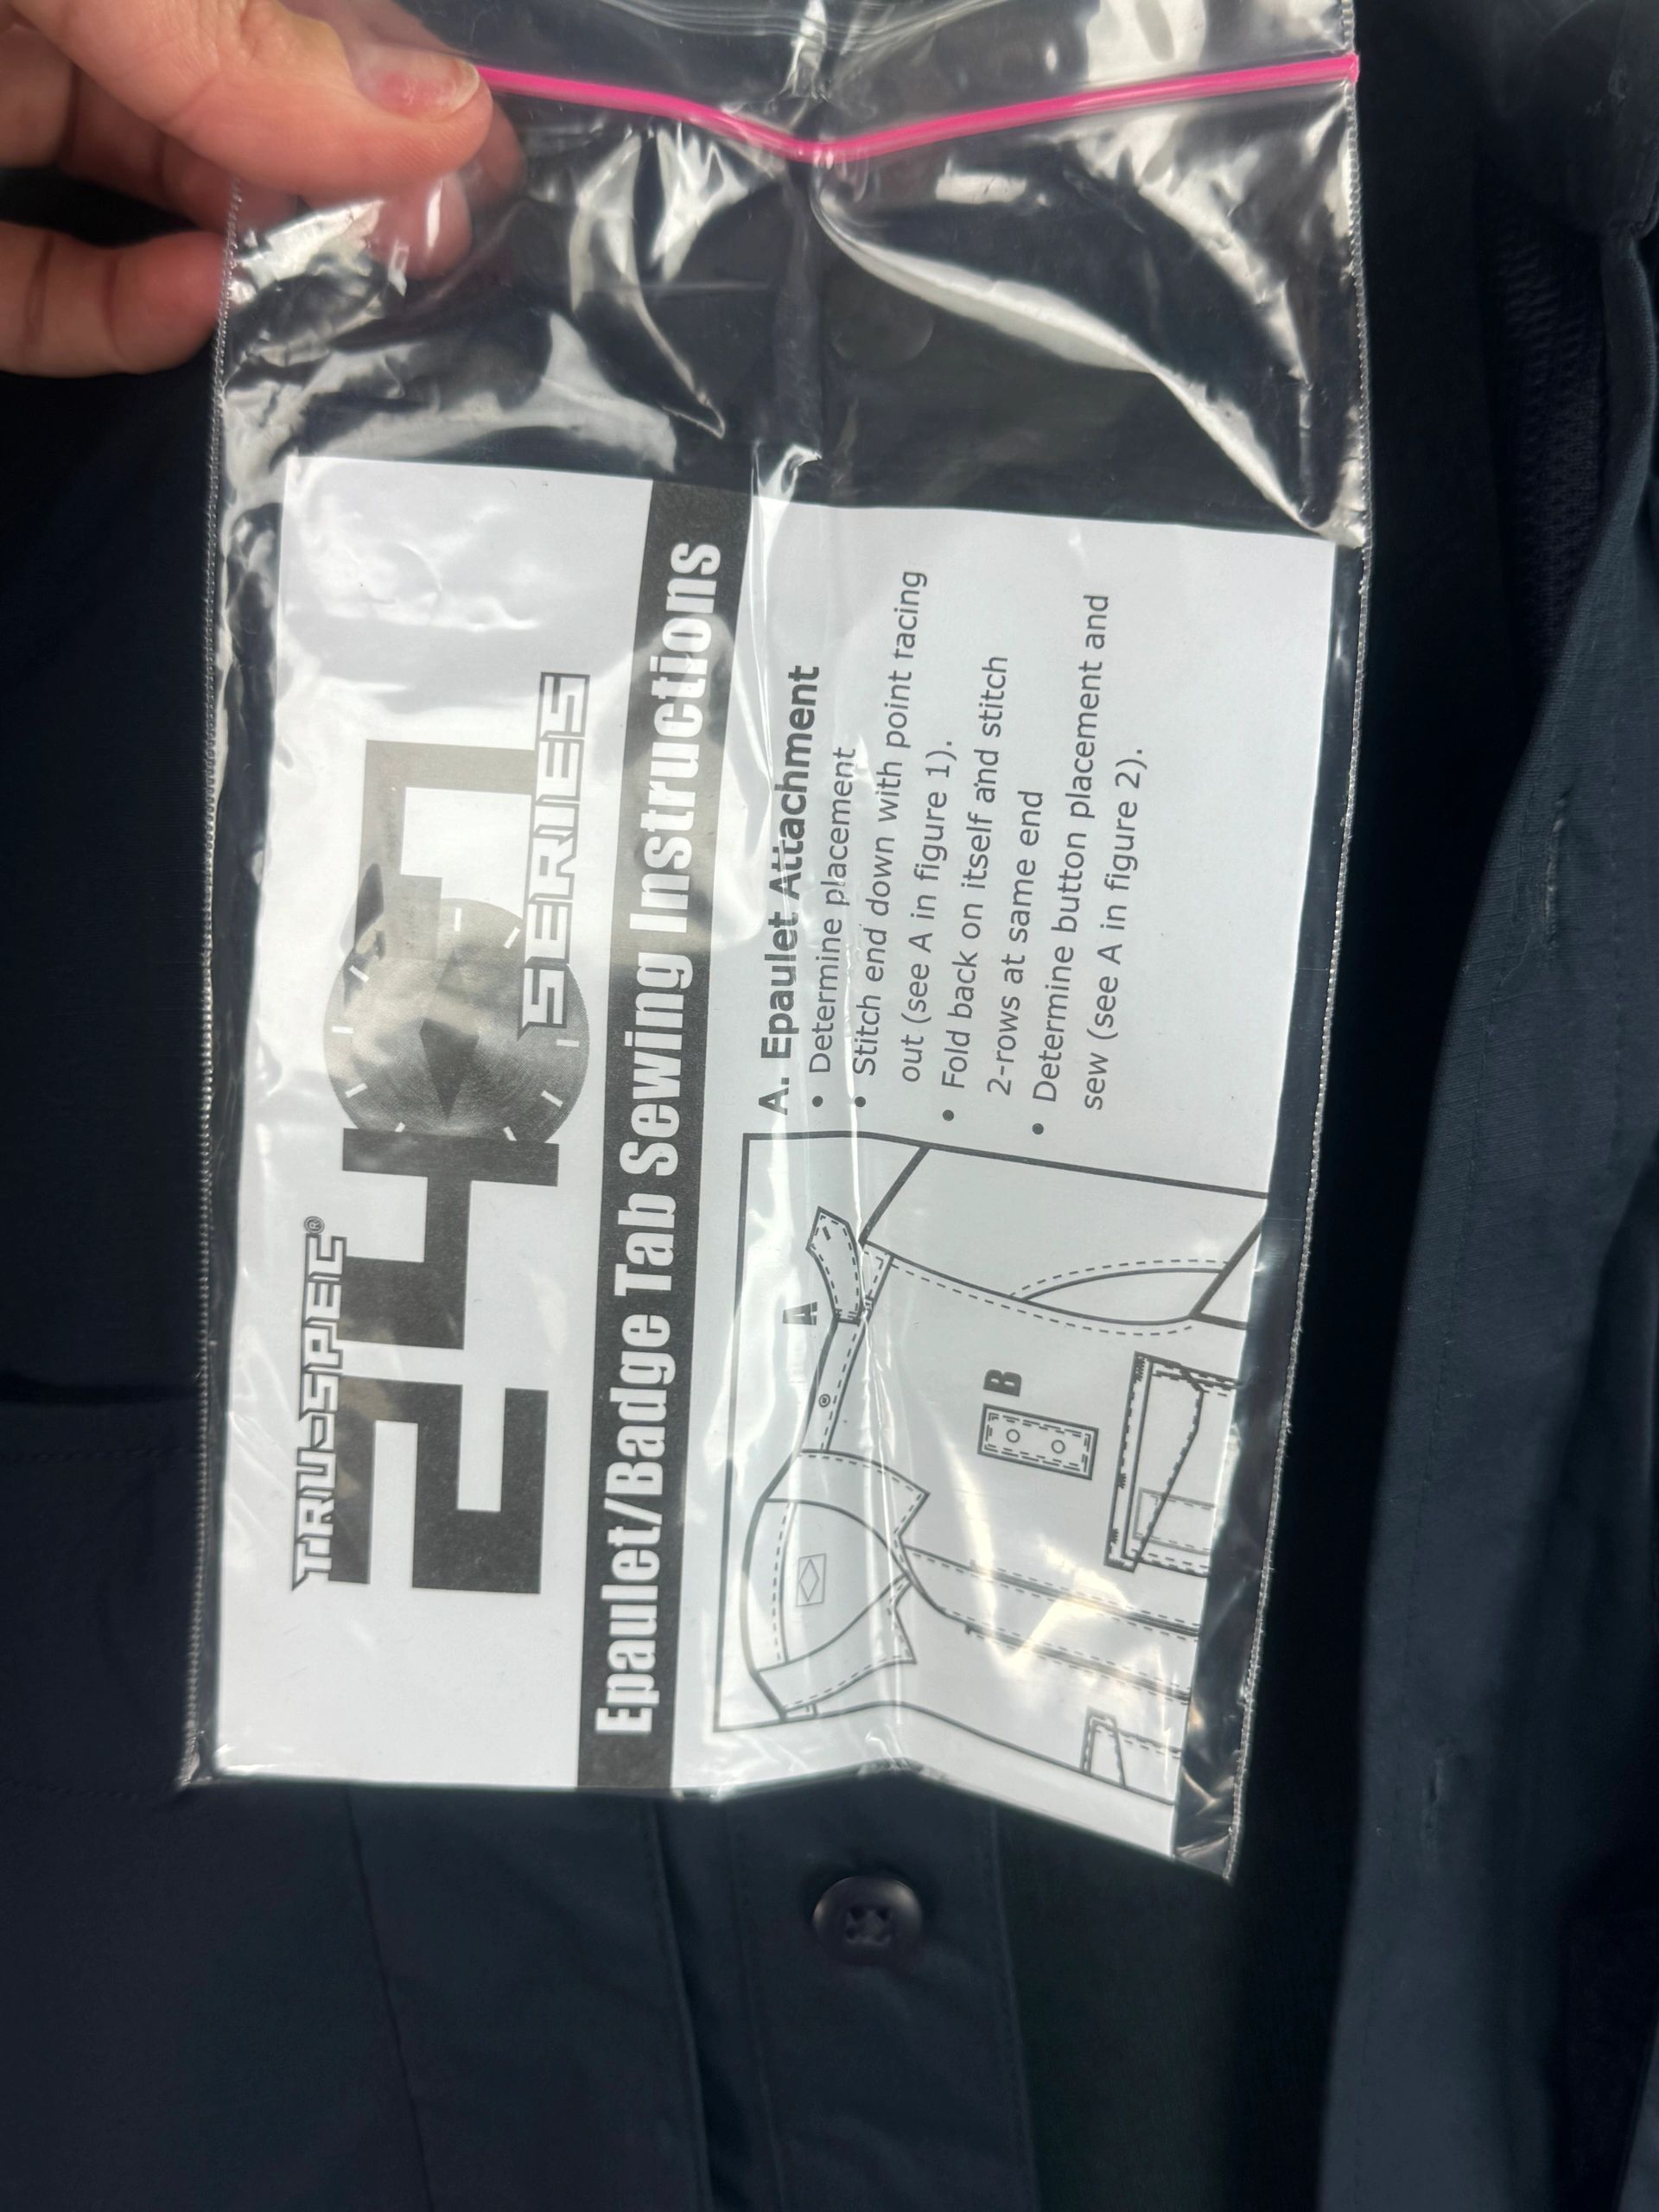 TRU-SPEC®
24-7
SERIES
Epaulet/Badge Tab Sewing Instructions
A. Epaulet Attachment
• Determine placement
• Stitch end down with point facing
out (see A in figure 1).
• Fold back on itself and stitch
2-rows at same end
• Determine button placement and
sew (see A in figure 2).
A
B